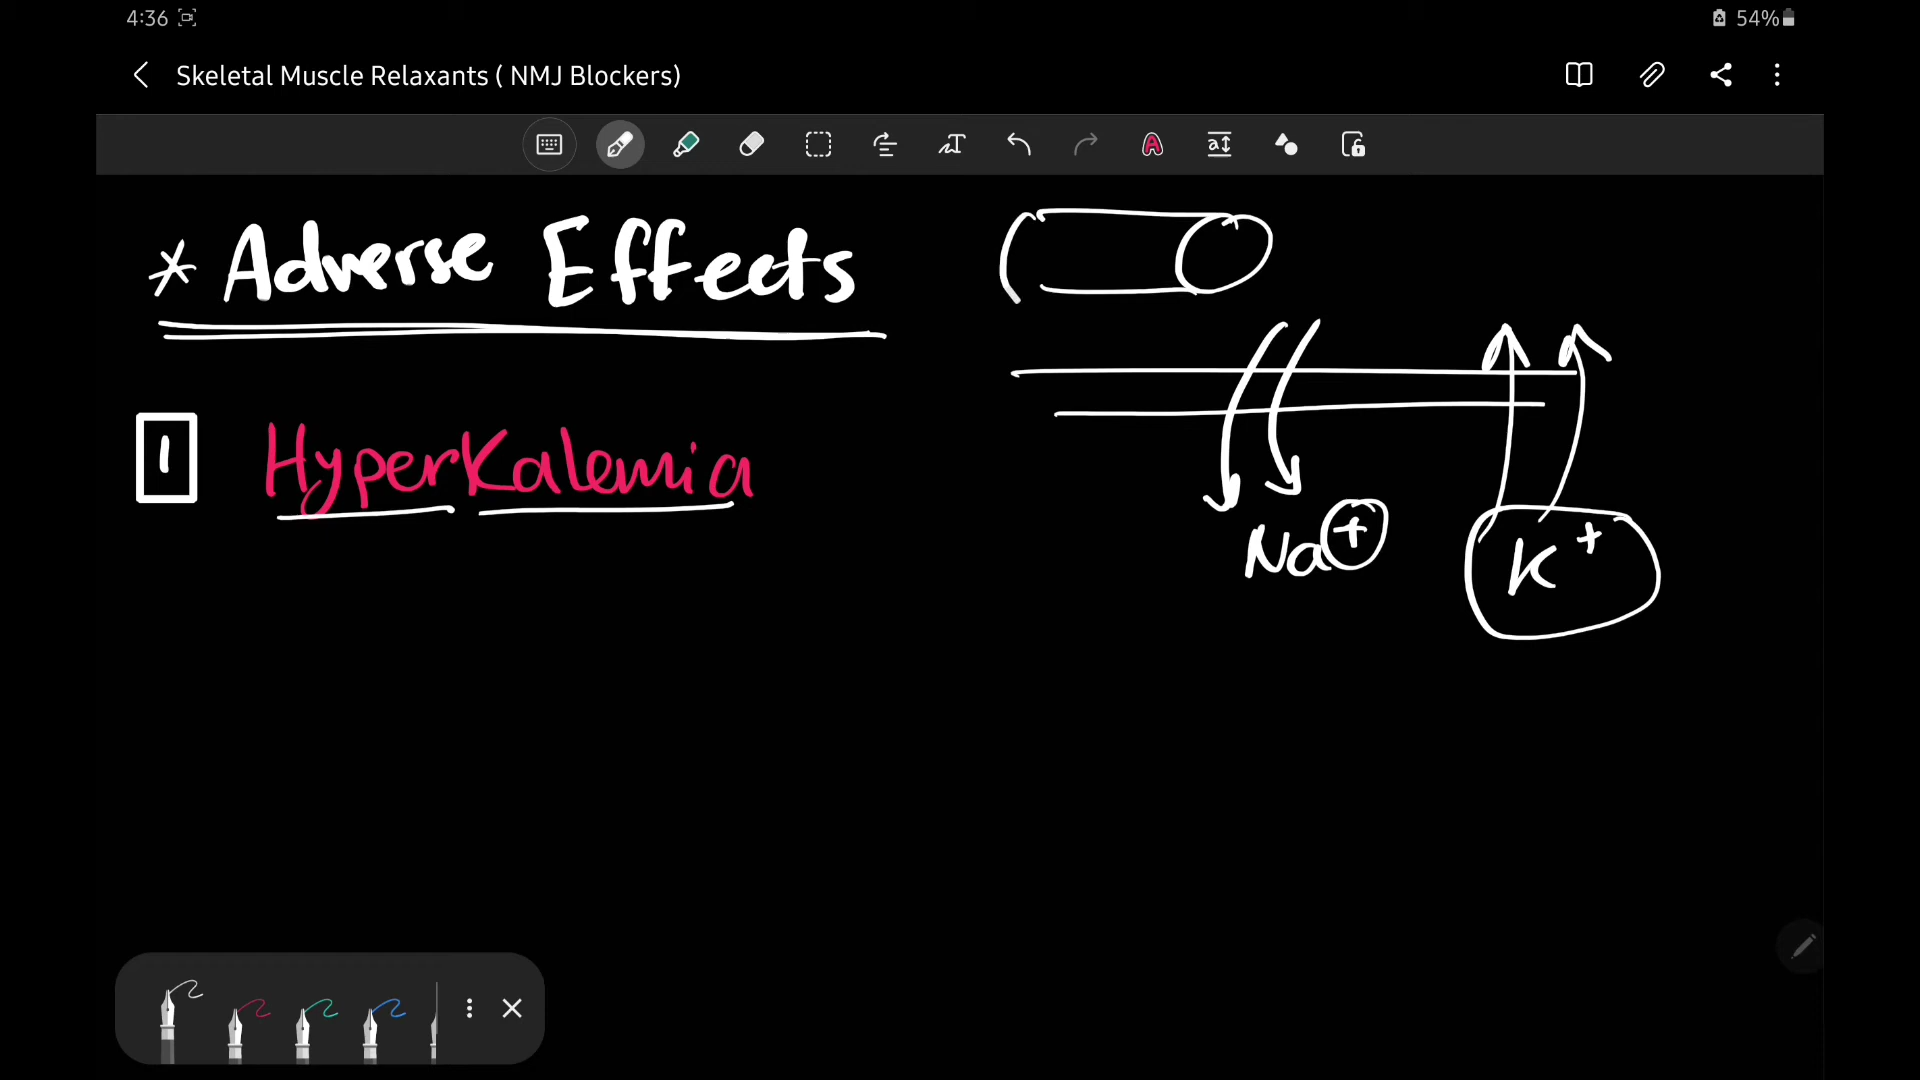 4:36
54%
Skeletal Muscle Relaxants ( NMJ Blockers)
* Adverse Effects
1 HyperKalemia
Na+
K+